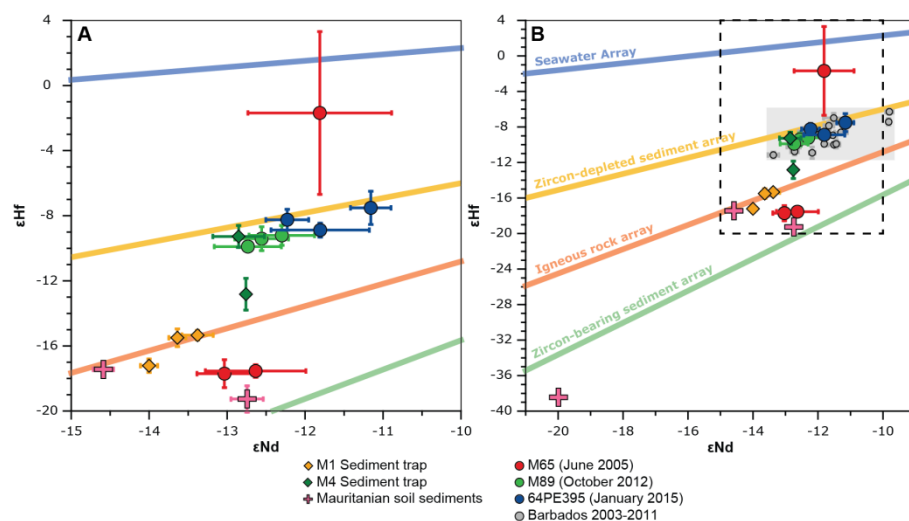 A
4
0
-4
-8
-12
-16
-20
εHf
-15
-14
-13
-12
-11
-10
εNd
B
4
0
-4
-8
-12
-16
-20
-24
-28
-32
-36
-40
εHf
-20
-18
-16
-14
-12
-10
εNd
Seawater Array
Zircon-depleted sediment array
Igneous rock array
Zircon-bearing sediment array
M1 Sediment trap
M4 Sediment trap
Mauritanian soil sediments
M65 (June 2005)
M89 (October 2012)
64PE395 (January 2015)
Barbados 2003-2011